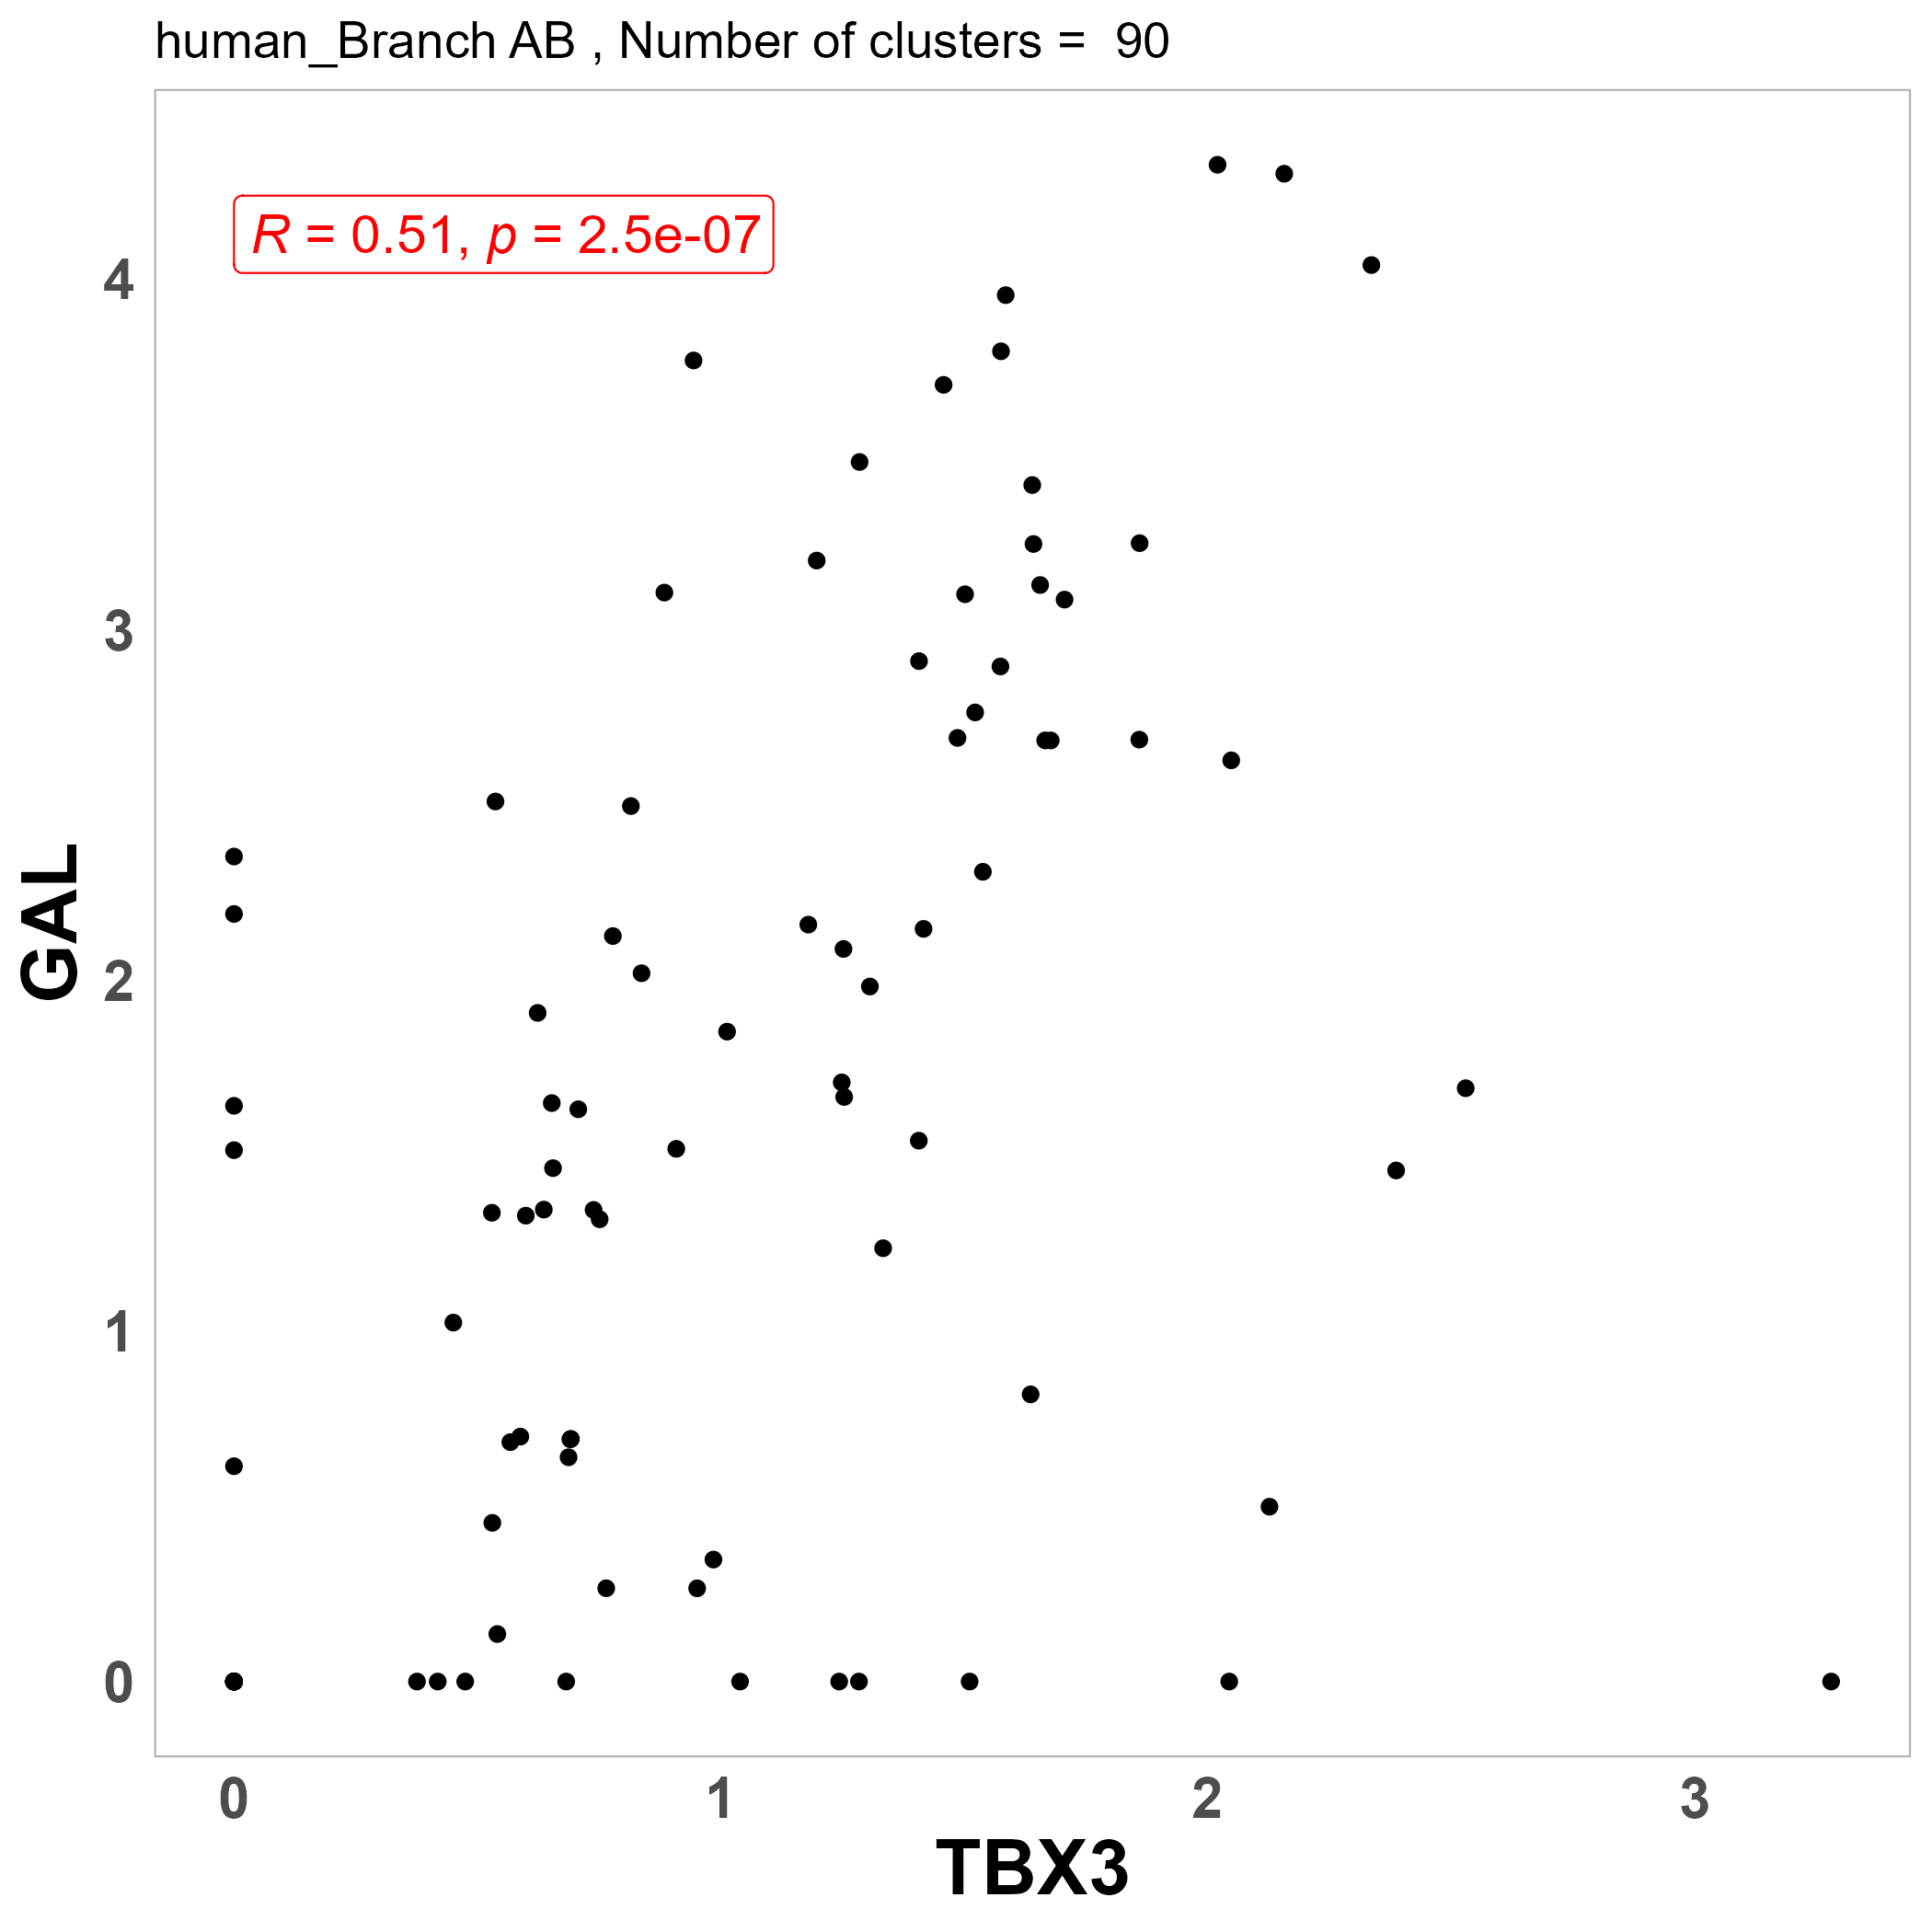 human_Branch AB , Number of clusters =  90
R = 0.51, p = 2.5e-07
4
3
2
1
0
GAL
0 1 2 3
TBX3